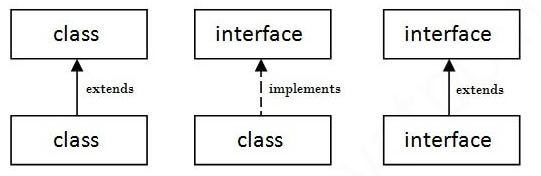 class interface interface
extends implements extends
class class interface